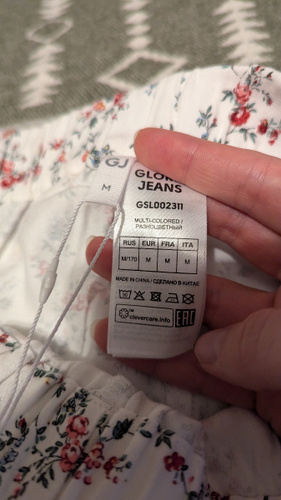 GJ
M
GLORIA
JEANS
GSL002311
MULTI-COLORED /
РАЗНОЦВЕТНЫЙ
RUS EUR FRA ITA
M/170 M M M
MADE IN CHINA / СДЕЛАНО В КИТАЕ
clevercare.info EAC